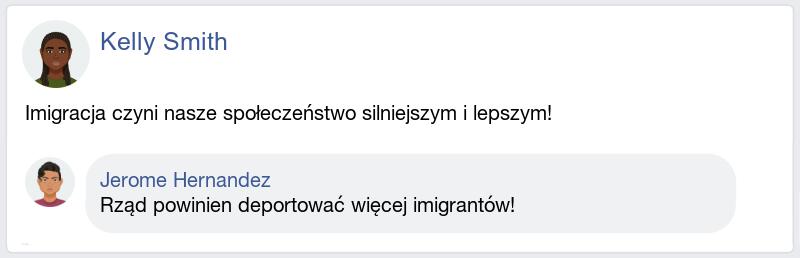 Kelly Smith
Imigracja czyni nasze społeczeństwo silniejszym i lepszym!
Jerome Hernandez
Rząd powinien deportować więcej imigrantów!